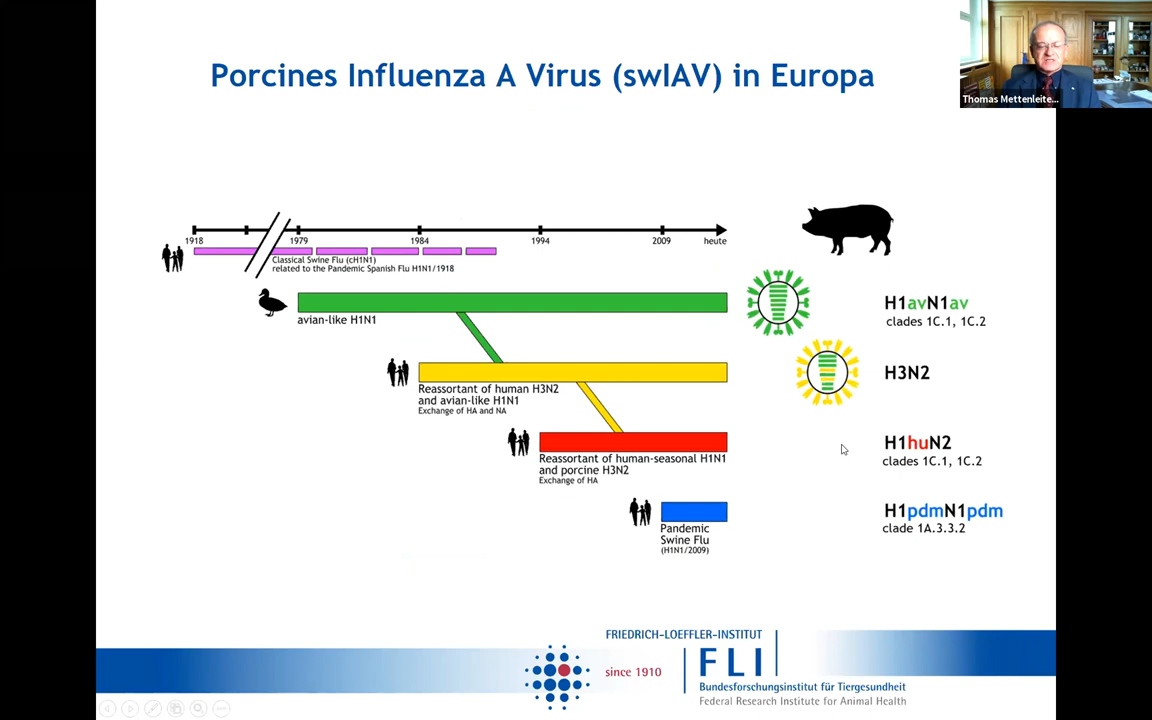 Porcines Influenza A Virus (swIAV) in Europa
Thomas Mettenleite...
1918
1979
1984
1994
2009
heute
Classical Swine Flu (cH1N1)
related to the Pandemic Spanish Flu H1N1/1918
avian-like H1N1
H1avN1av
clades 1C.1, 1C.2
Reassortant of human H3N2
and avian-like H1N1
Exchange of HA and NA
H3N2
Reassortant of human-seasonal H1N1
and porcine H3N2
Exchange of HA
H1huN2
clades 1C.1, 1C.2
Pandemic
Swine Flu
(H1N1/2009)
H1pdmN1pdm
clade 1A.3.3.2
since 1910
FRIEDRICH-LOEFFLER-INSTITUT
FLI
Bundesforschungsinstitut für Tiergesundheit
Federal Research Institute for Animal Health